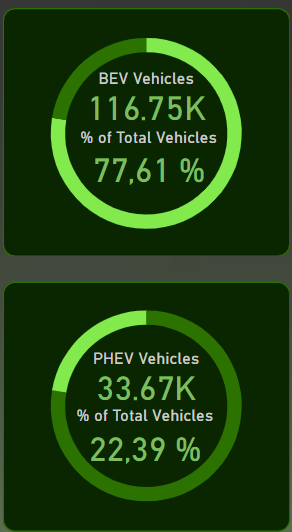 BEV Vehicles
116.75K
% of Total Vehicles
77,61 %
PHEV Vehicles
33.67K
% of Total Vehicles
22,39 %